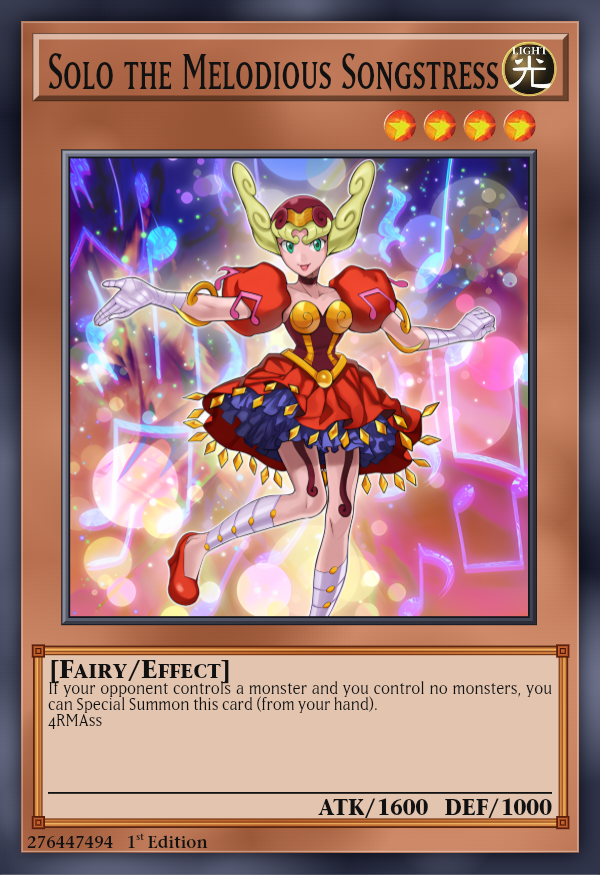 Solo the Melodious Songstress
LIGHT
光
[Fairy/Effect]
If your opponent controls a monster and you control no monsters, you
can Special Summon this card (from your hand).
4RMAss
ATK/1600 DEF/1000
276447494 1st Edition